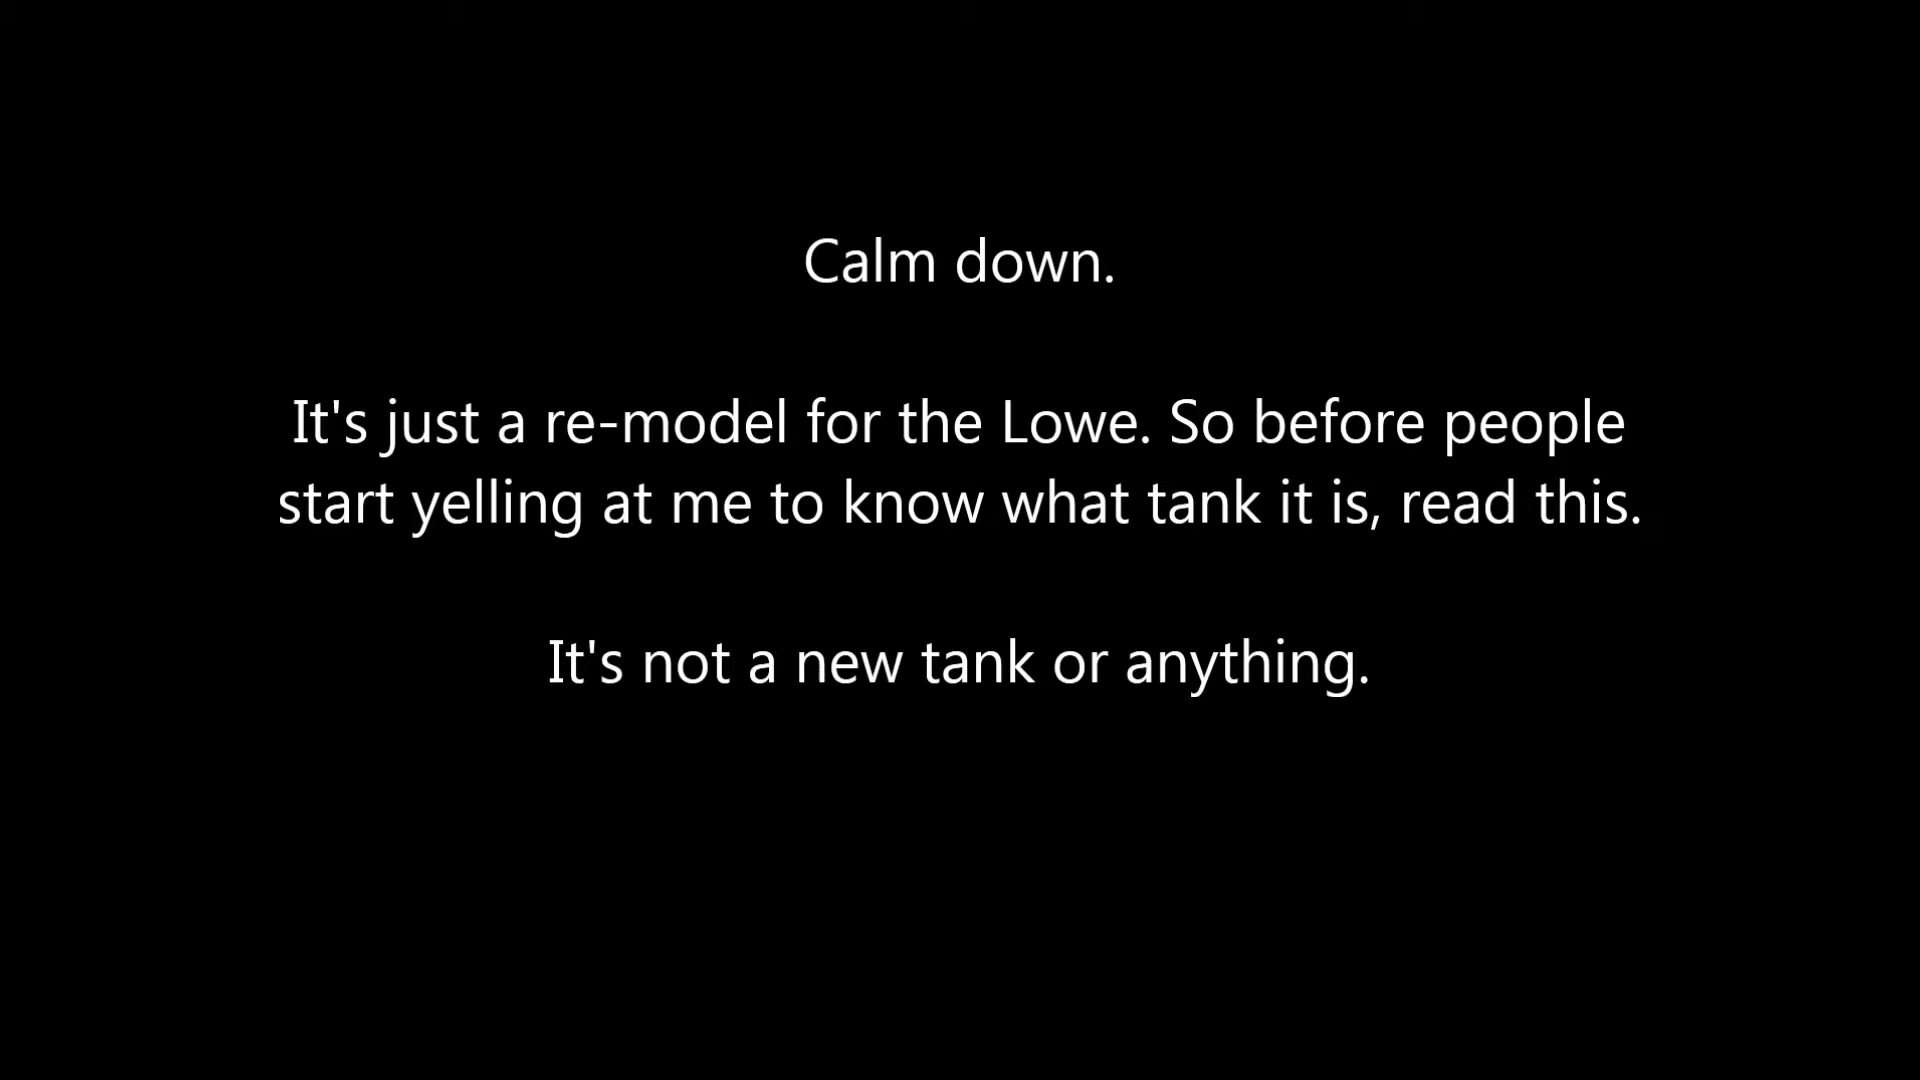 Calm down.
It's just a re-model for the Lowe. So before people
start yelling at me to know what tank it is, read this.
It's not a new tank or anything.